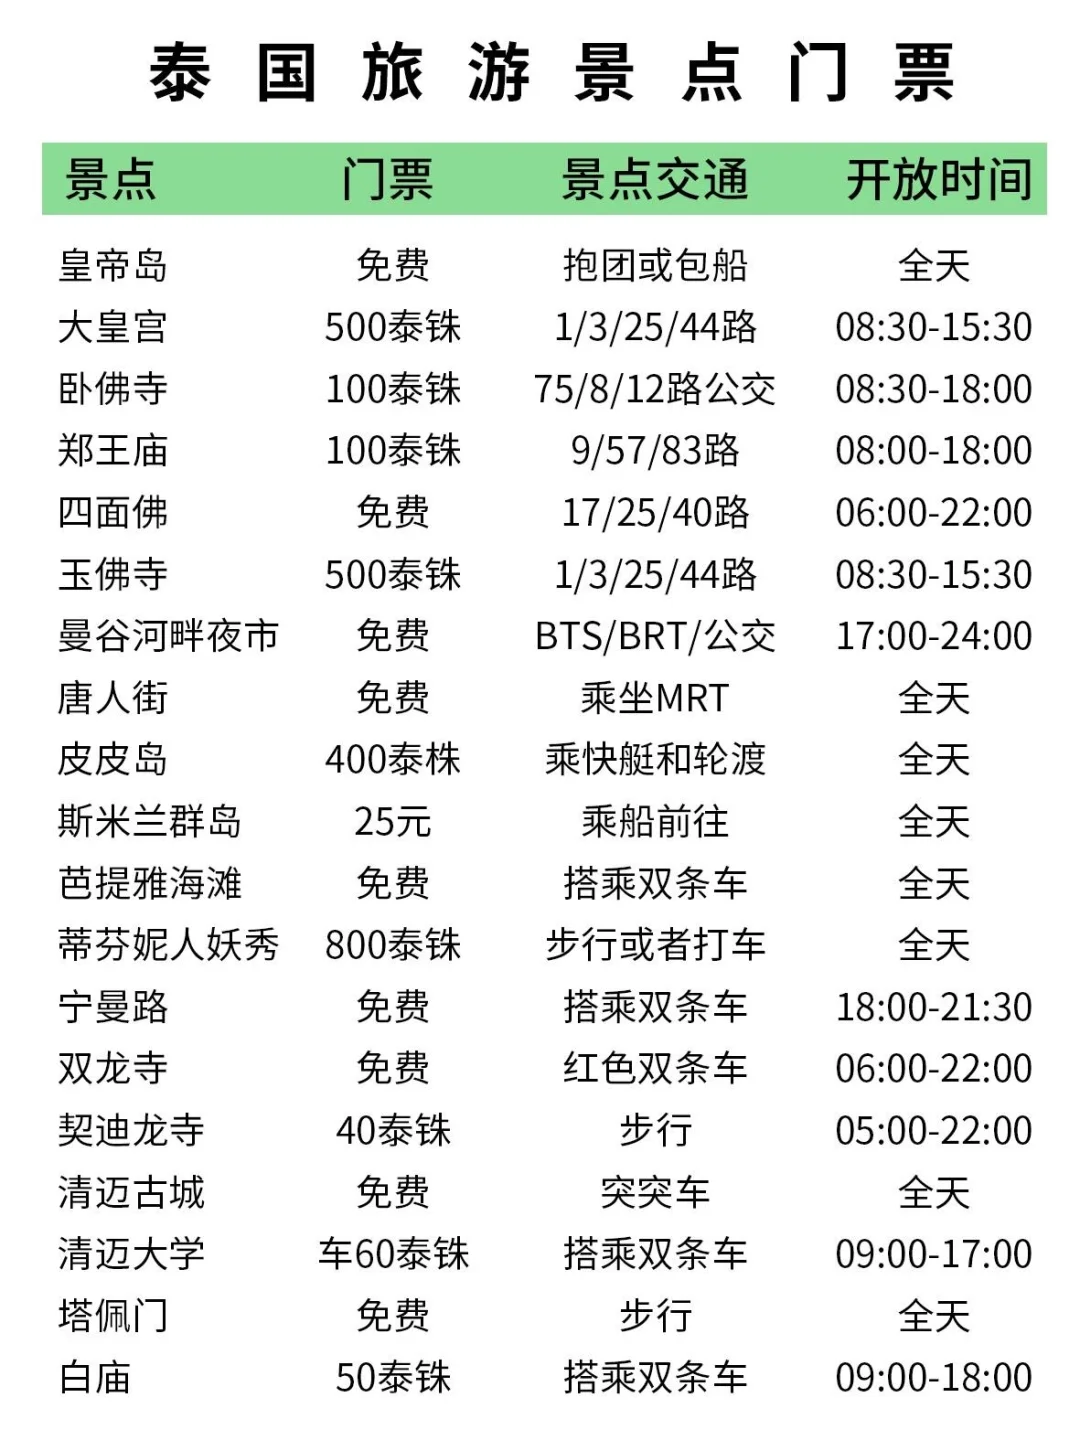 泰国旅游景点门票
景点 门票 景点交通 开放时间
皇帝岛 免费 抱团或包船 全天
大皇宫 500泰铢 1/3/25/44路 08:30-15:30
卧佛寺 100泰铢 75/8/12路公交 08:30-18:00
郑王庙 100泰铢 9/57/83路 08:00-18:00
四面佛 免费 17/25/40路 06:00-22:00
玉佛寺 500泰铢 1/3/25/44路 08:30-15:30
曼谷河畔夜市 免费 BTS/BRT/公交 17:00-24:00
唐人街 免费 乘坐MRT 全天
皮皮岛 400泰株 乘快艇和轮渡 全天
斯米兰群岛 25元 乘船前往 全天
芭提雅海滩 免费 搭乘双条车 全天
蒂芬妮人妖秀 800泰铢 步行或者打车 全天
宁曼路 免费 搭乘双条车 18:00-21:30
双龙寺 免费 红色双条车 06:00-22:00
契迪龙寺 40泰铢 步行 05:00-22:00
清迈古城 免费 突突车 全天
清迈大学 车60泰铢 搭乘双条车 09:00-17:00
塔佩门 免费 步行 全天
白庙 50泰铢 搭乘双条车 09:00-18:00